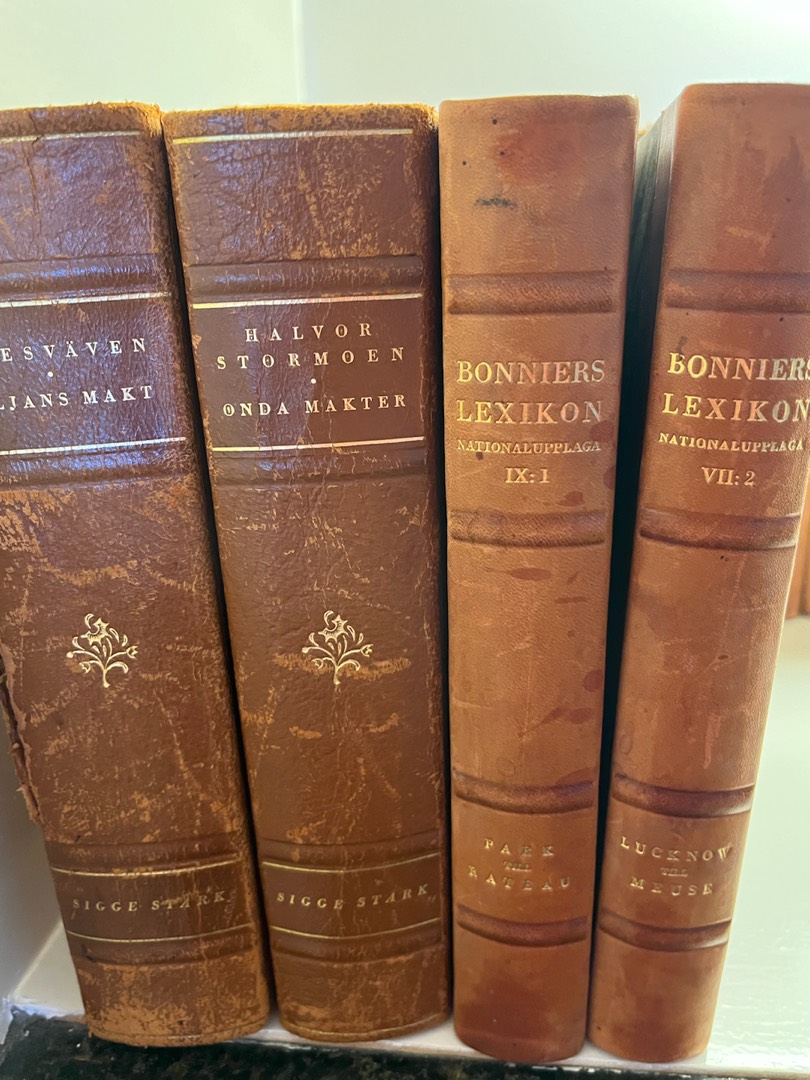 ESVÄVEN
•
LJANS MAKT
SIGGE STARK
HALVOR
STORMOEN
•
ONDA MAKTER
SIGGE STARK
BONNIERS
LEXIKON
NATIONALUPPLAGA
IX:1
PARK
TILL
RATEAU
BONNIERS
LEXIKON
NATIONALUPPLAGA
VII:2
LUCKNOW
TILL
MEUSE